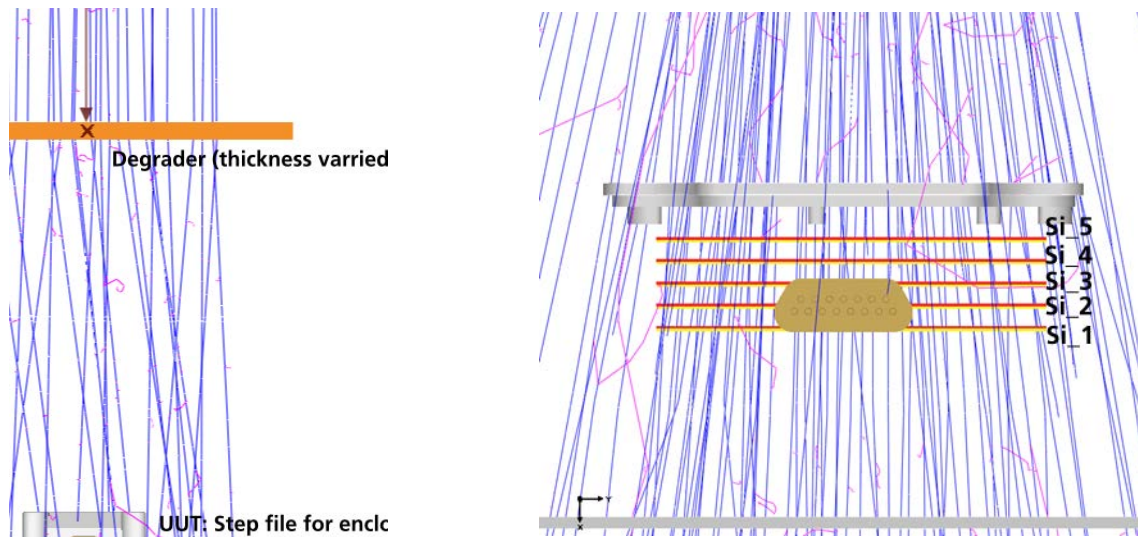 Degrader (thickness varried
UUT: Step file for enclc
Si_5
Si_4
Si_3
Si_2
Si_1
Y
X